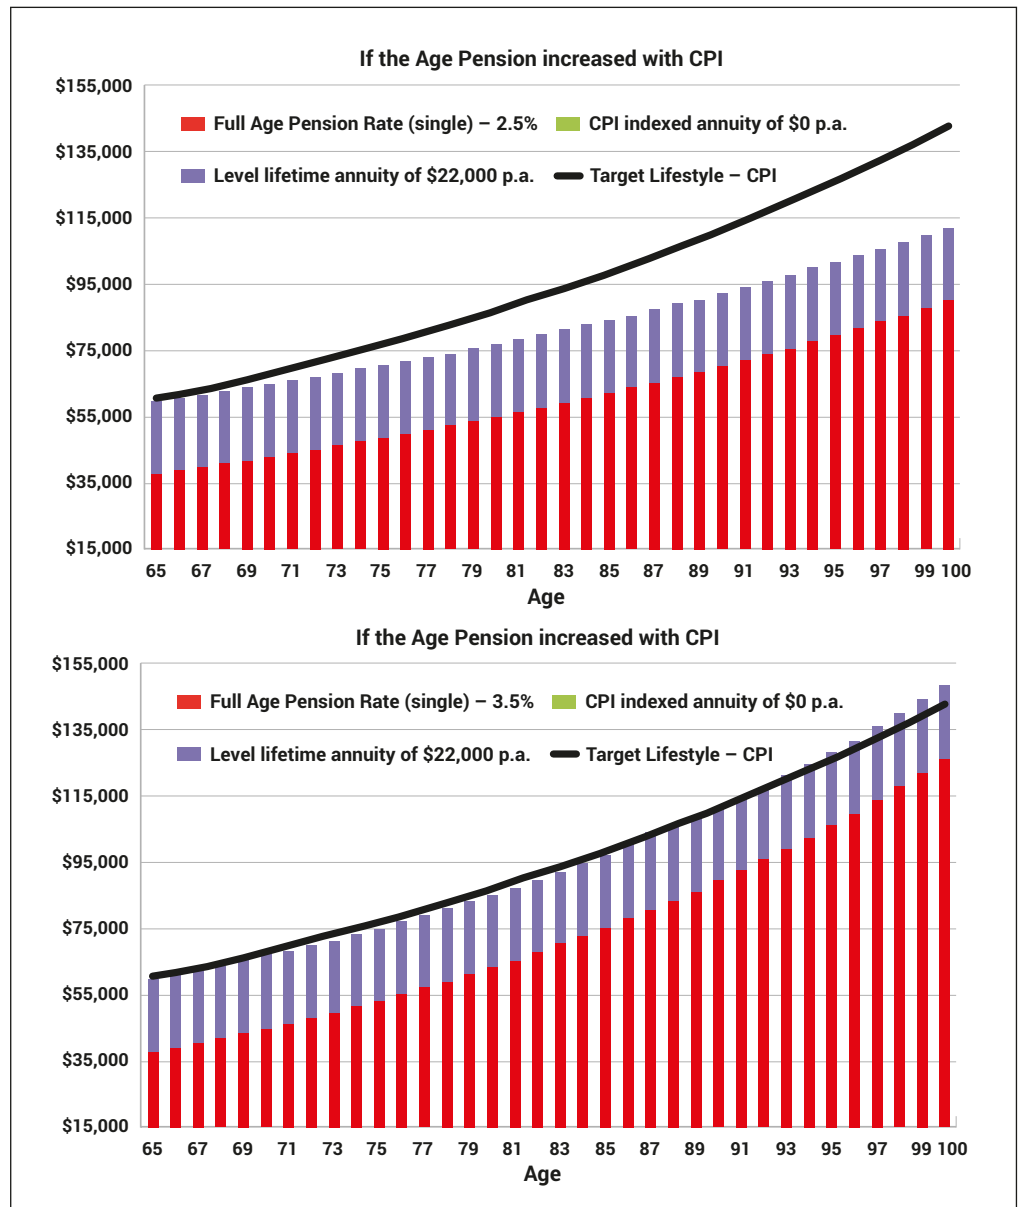 If the Age Pension increased with CPI
$155,000
Full Age Pension Rate (single) – 2.5% CPI indexed annuity of $0 p.a.
$135,000
Level lifetime annuity of $22,000 p.a. Target Lifestyle – CPI
$115,000
$95,000
$75,000
$55,000
$35,000
$15,000
65 67 69 71 73 75 77 79 81 83 85 87 89 91 93 95 97 99 100
Age
If the Age Pension increased with CPI
$155,000
Full Age Pension Rate (single) – 3.5% CPI indexed annuity of $0 p.a.
$135,000
Level lifetime annuity of $22,000 p.a. Target Lifestyle – CPI
$115,000
$95,000
$75,000
$55,000
$35,000
$15,000
65 67 69 71 73 75 77 79 81 83 85 87 89 91 93 95 97 99 100
Age